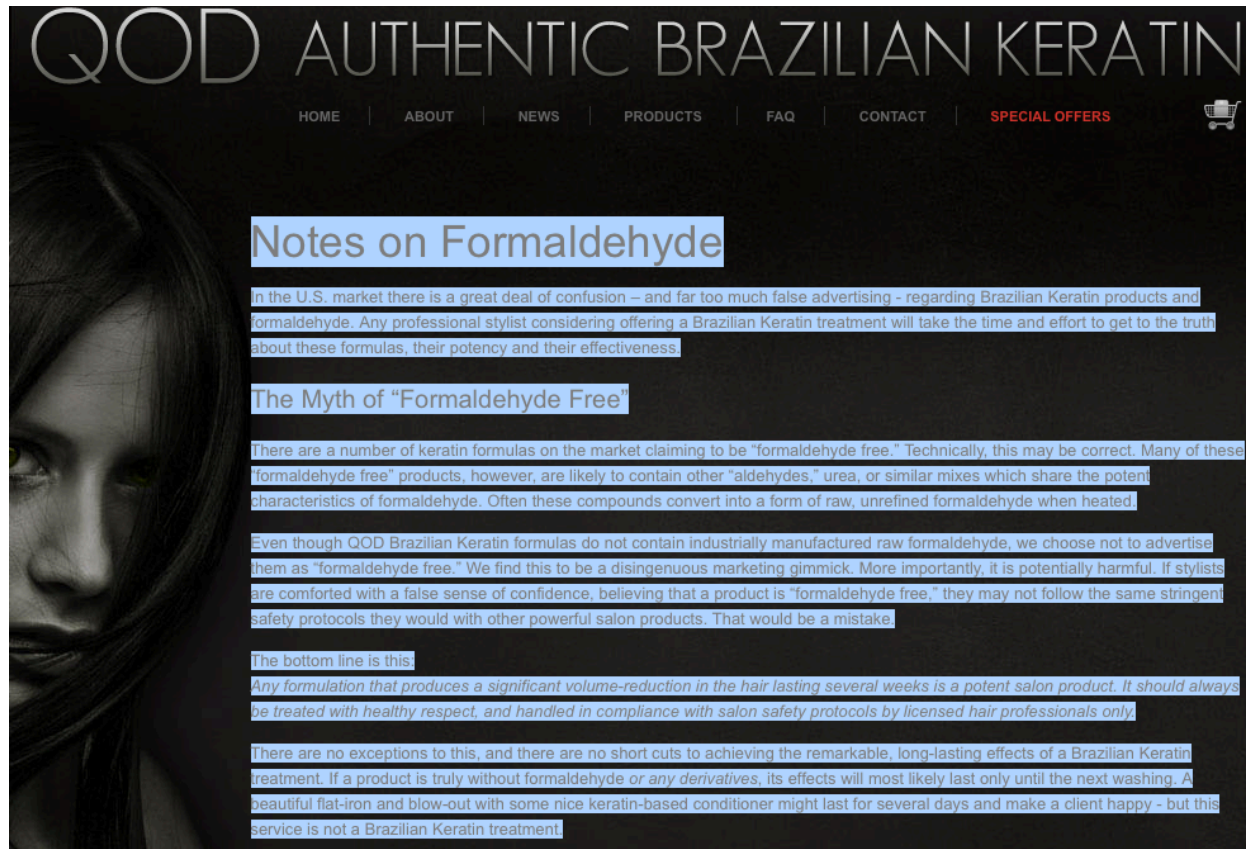 QOD AUTHENTIC BRAZILIAN KERATIN
HOME ABOUT NEWS PRODUCTS FAQ CONTACT SPECIAL OFFERS
Notes on Formaldehyde
In the U.S. market there is a great deal of confusion – and far too much false advertising - regarding Brazilian Keratin products and
formaldehyde. Any professional stylist considering offering a Brazilian Keratin treatment will take the time and effort to get to the truth
about these formulas, their potency and their effectiveness.
The Myth of “Formaldehyde Free”
There are a number of keratin formulas on the market claiming to be “formaldehyde free.” Technically, this may be correct. Many of these
“formaldehyde free” products, however, are likely to contain other “aldehydes,” urea, or similar mixes which share the potent
characteristics of formaldehyde. Often these compounds convert into a form of raw, unrefined formaldehyde when heated.
Even though QOD Brazilian Keratin formulas do not contain industrially manufactured raw formaldehyde, we choose not to advertise
them as “formaldehyde free.” We find this to be a disingenuous marketing gimmick. More importantly, it is potentially harmful. If stylists
are comforted with a false sense of confidence, believing that a product is “formaldehyde free,” they may not follow the same stringent
safety protocols they would with other powerful salon products. That would be a mistake.
The bottom line is this:
Any formulation that produces a significant volume-reduction in the hair lasting several weeks is a potent salon product. It should always
be treated with healthy respect, and handled in compliance with salon safety protocols by licensed hair professionals only.
There are no exceptions to this, and there are no short cuts to achieving the remarkable, long-lasting effects of a Brazilian Keratin
treatment. If a product is truly without formaldehyde or any derivatives, its effects will most likely last only until the next washing. A
beautiful flat-iron and blow-out with some nice keratin-based conditioner might last for several days and make a client happy - but this
service is not a Brazilian Keratin treatment.